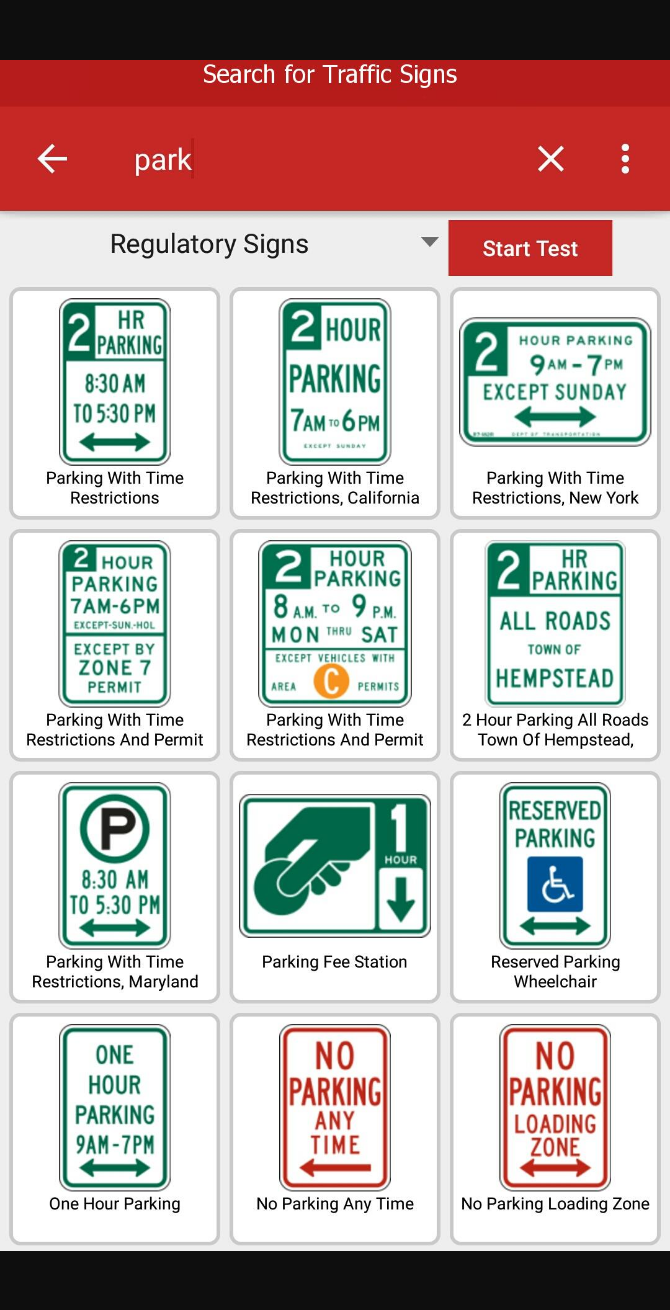 Search for Traffic Signs
park
Regulatory Signs
Start Test
2 HR
PARKING
8:30 AM
TO 5:30 PM
Parking With Time
Restrictions
2 HOUR
PARKING
7AM TO 6PM
EXCEPT SUNDAY
Parking With Time
Restrictions, California
2 HOUR PARKING
9AM - 7PM
EXCEPT SUNDAY
DEPT OF TRANSPORTATION
Parking With Time
Restrictions, New York
2 HOUR
PARKING
7AM-6PM
EXCEPT-SUN.-HOL
EXCEPT BY
ZONE 7
PERMIT
Parking With Time
Restrictions And Permit
2 HOUR
PARKING
8 A.M. TO 9 P.M.
MON THRU SAT
EXCEPT VEHICLES WITH
AREA C PERMITS
Parking With Time
Restrictions And Permit
2 HR
PARKING
ALL ROADS
TOWN OF
HEMPSTEAD
2 Hour Parking All Roads
Town Of Hempstead,
P
8:30 AM
TO 5:30 PM
Parking With Time
Restrictions, Maryland
1
HOUR
Parking Fee Station
RESERVED
PARKING
Reserved Parking
Wheelchair
ONE
HOUR
PARKING
9AM-7PM
One Hour Parking
NO
PARKING
ANY
TIME
No Parking Any Time
NO
PARKING
LOADING
ZONE
No Parking Loading Zone